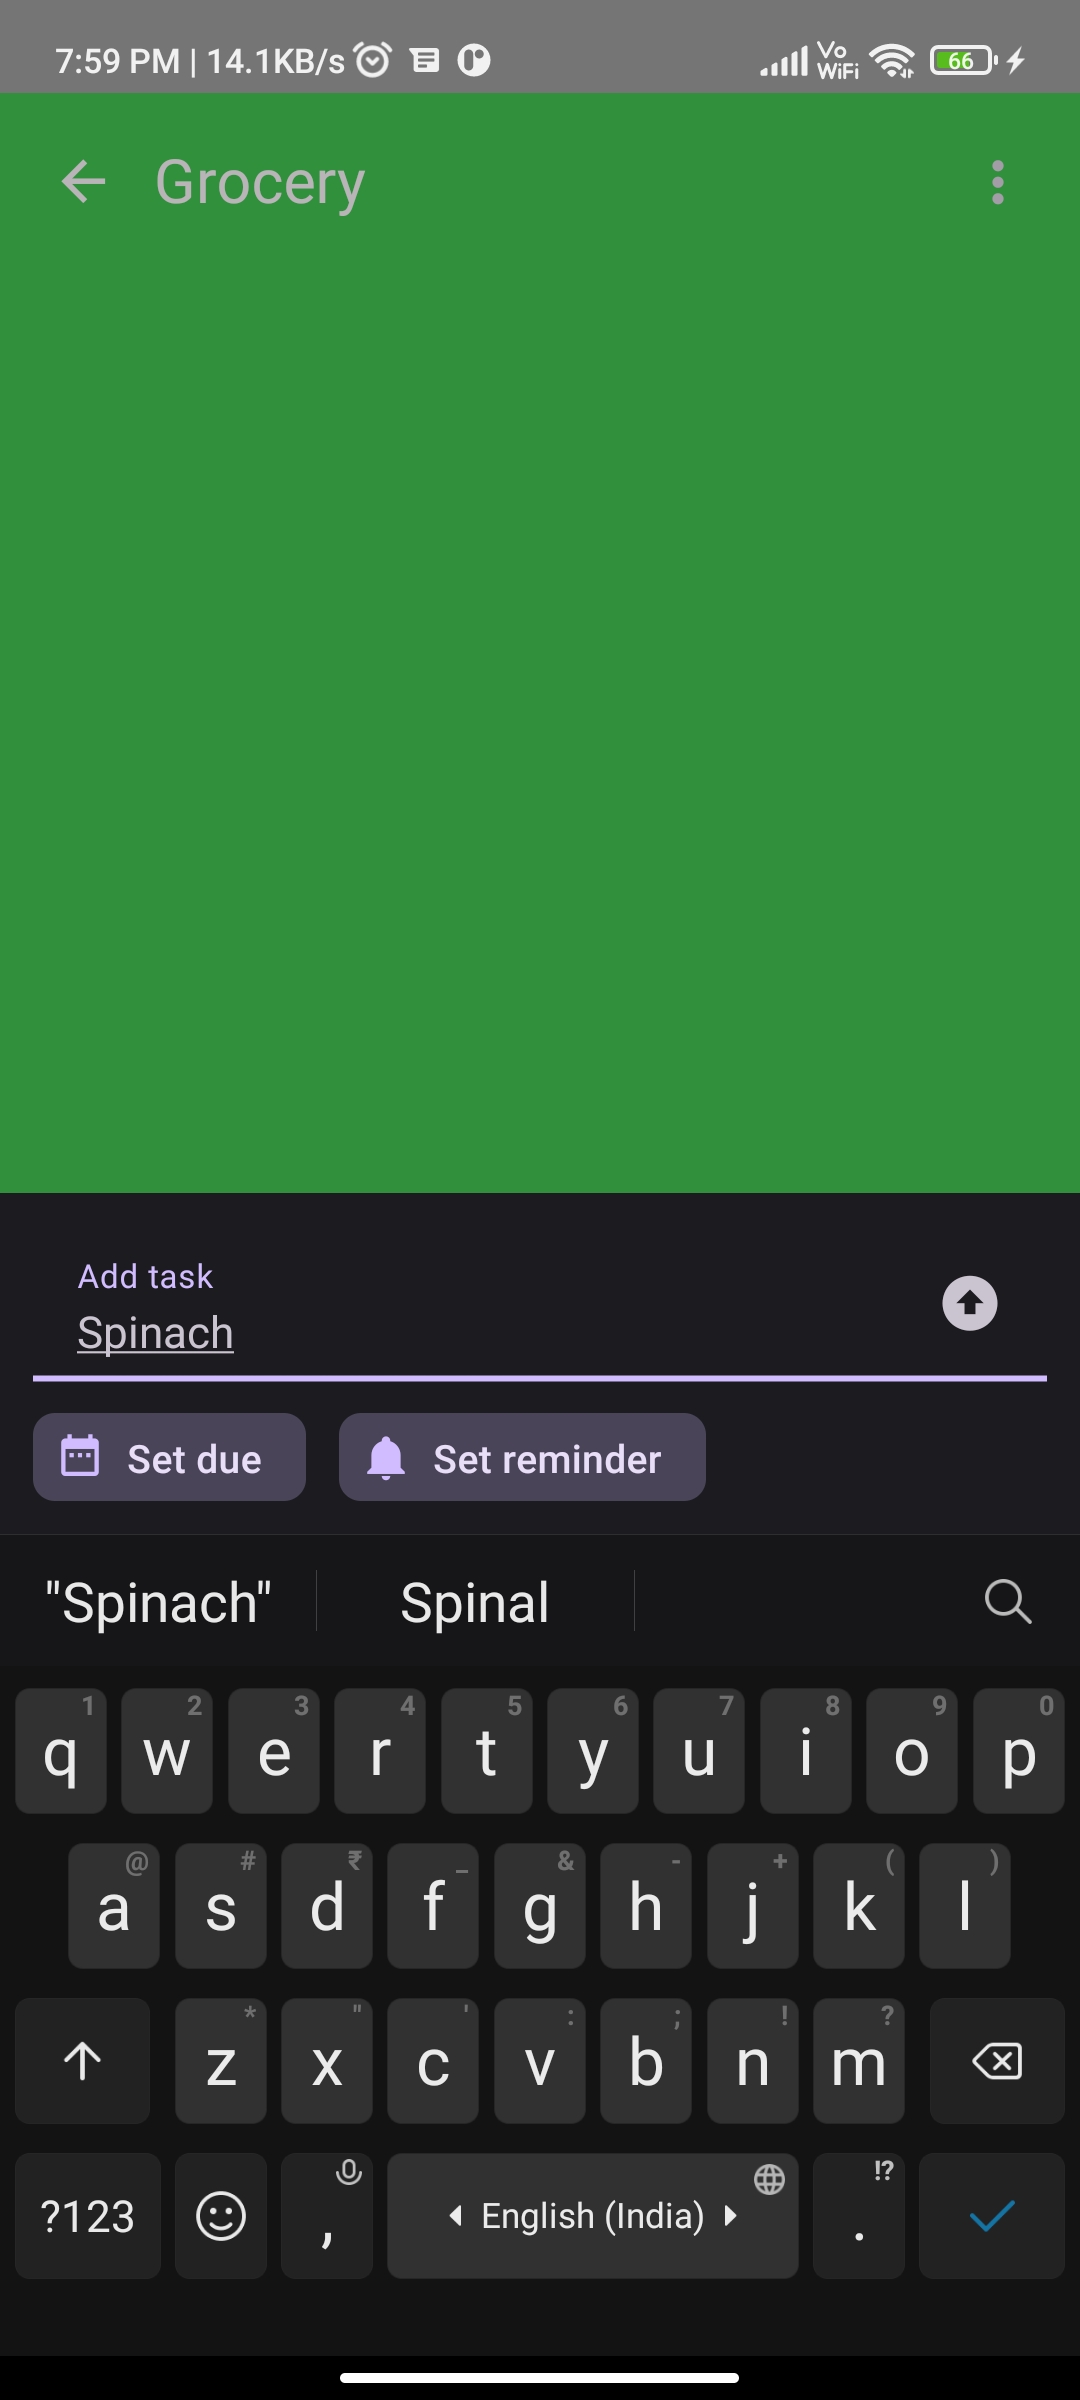 7:59 PM | 14.1KB/s Vo WiFi 66
Grocery
Add task
Spinach
Set due Set reminder
"Spinach" Spinal
1 2 3 4 5 6 7 8 9 0
q w e r t y u i o p
@ # ₹ _ & - + ( )
a s d f g h j k l
* " ' : ; ! ?
z x c v b n m
!?
?123 , English (India) .